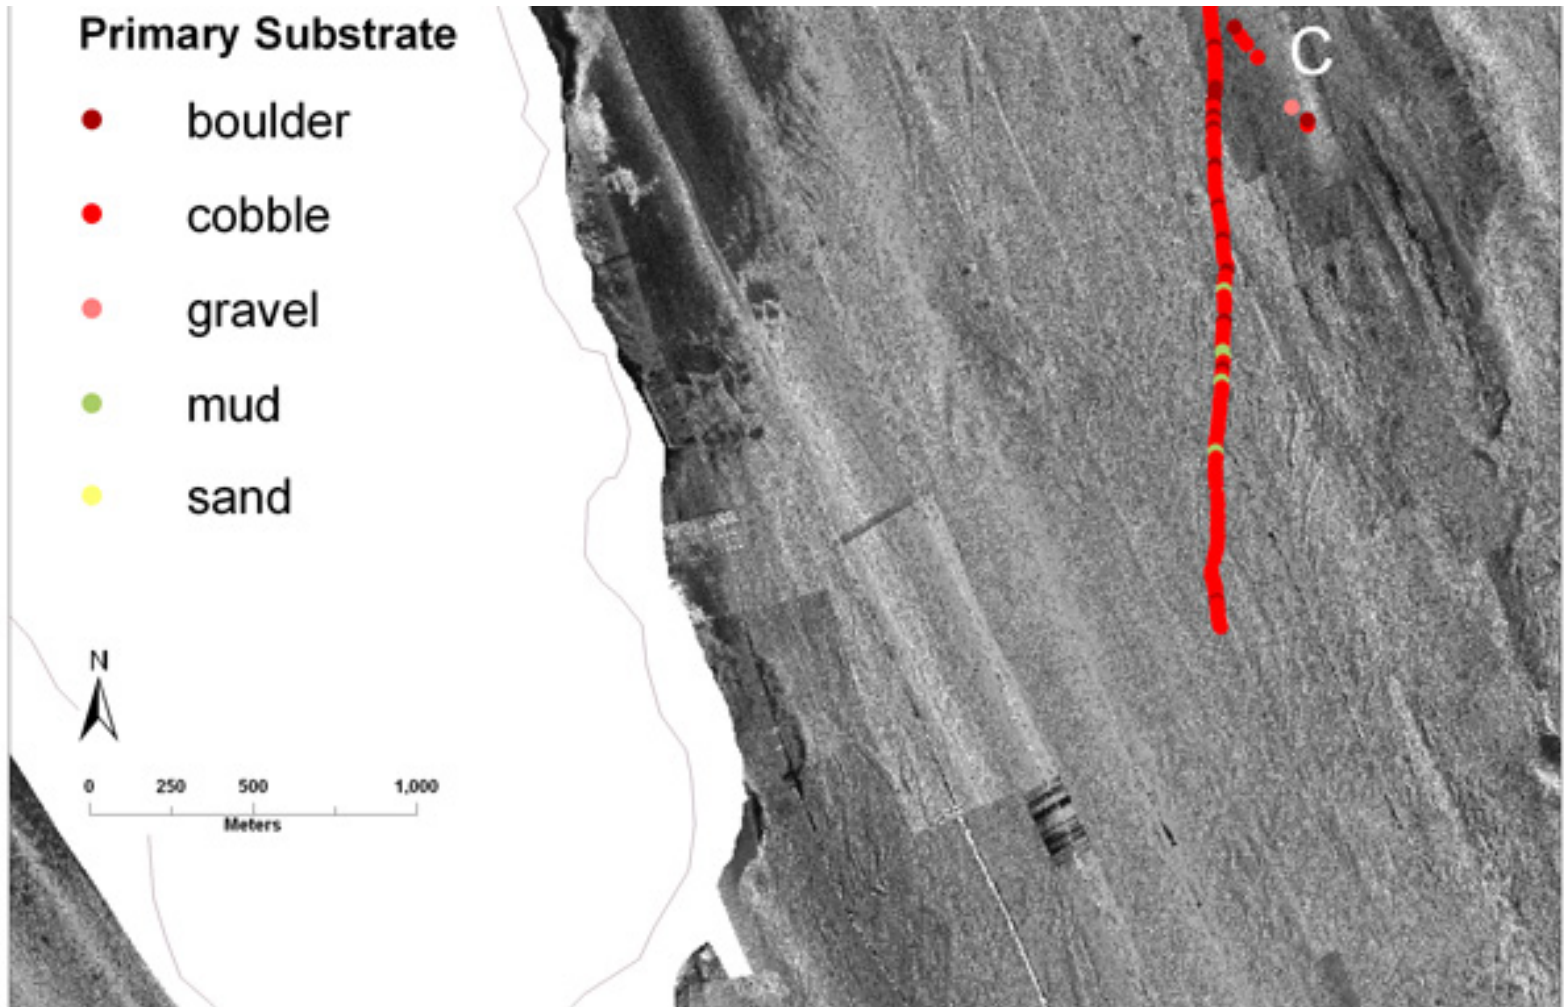 Primary Substrate
boulder
cobble
gravel
mud
sand
C
N
0 250 500 1,000
Meters